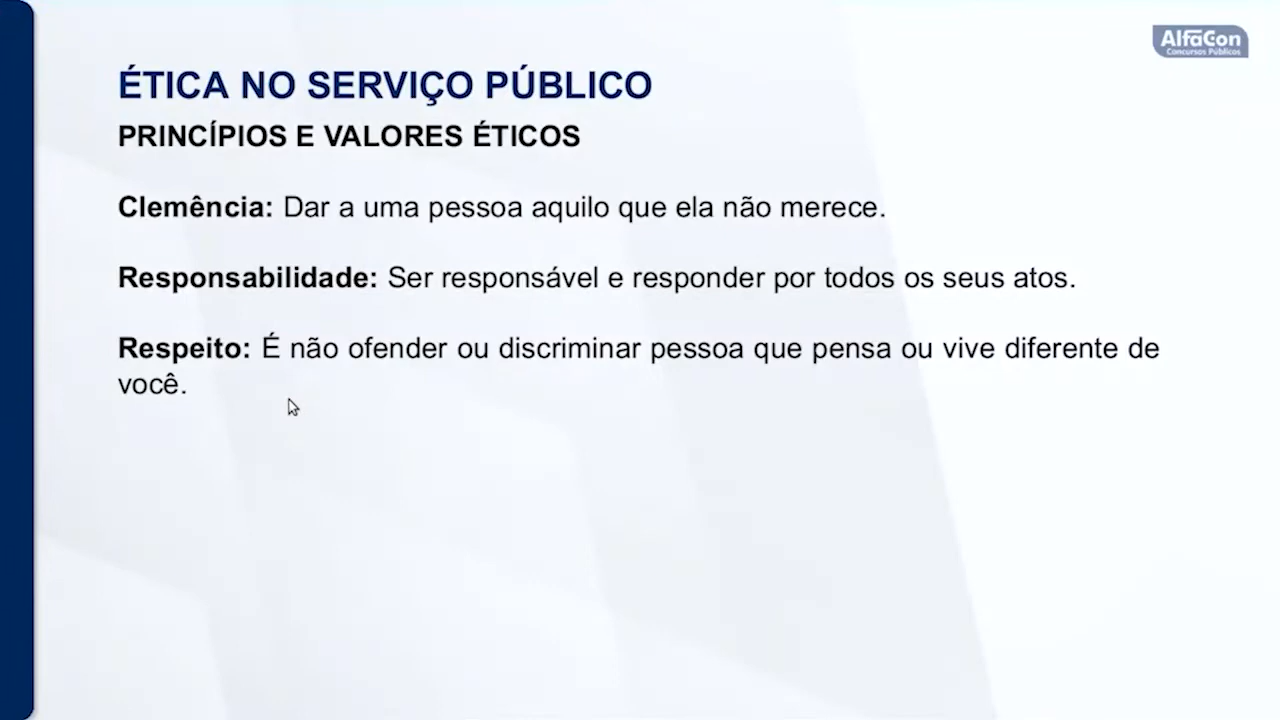 AlfaCon
Concursos Públicos
ÉTICA NO SERVIÇO PÚBLICO
PRINCÍPIOS E VALORES ÉTICOS
Clemência: Dar a uma pessoa aquilo que ela não merece.
Responsabilidade: Ser responsável e responder por todos os seus atos.
Respeito: É não ofender ou discriminar pessoa que pensa ou vive diferente de
você.